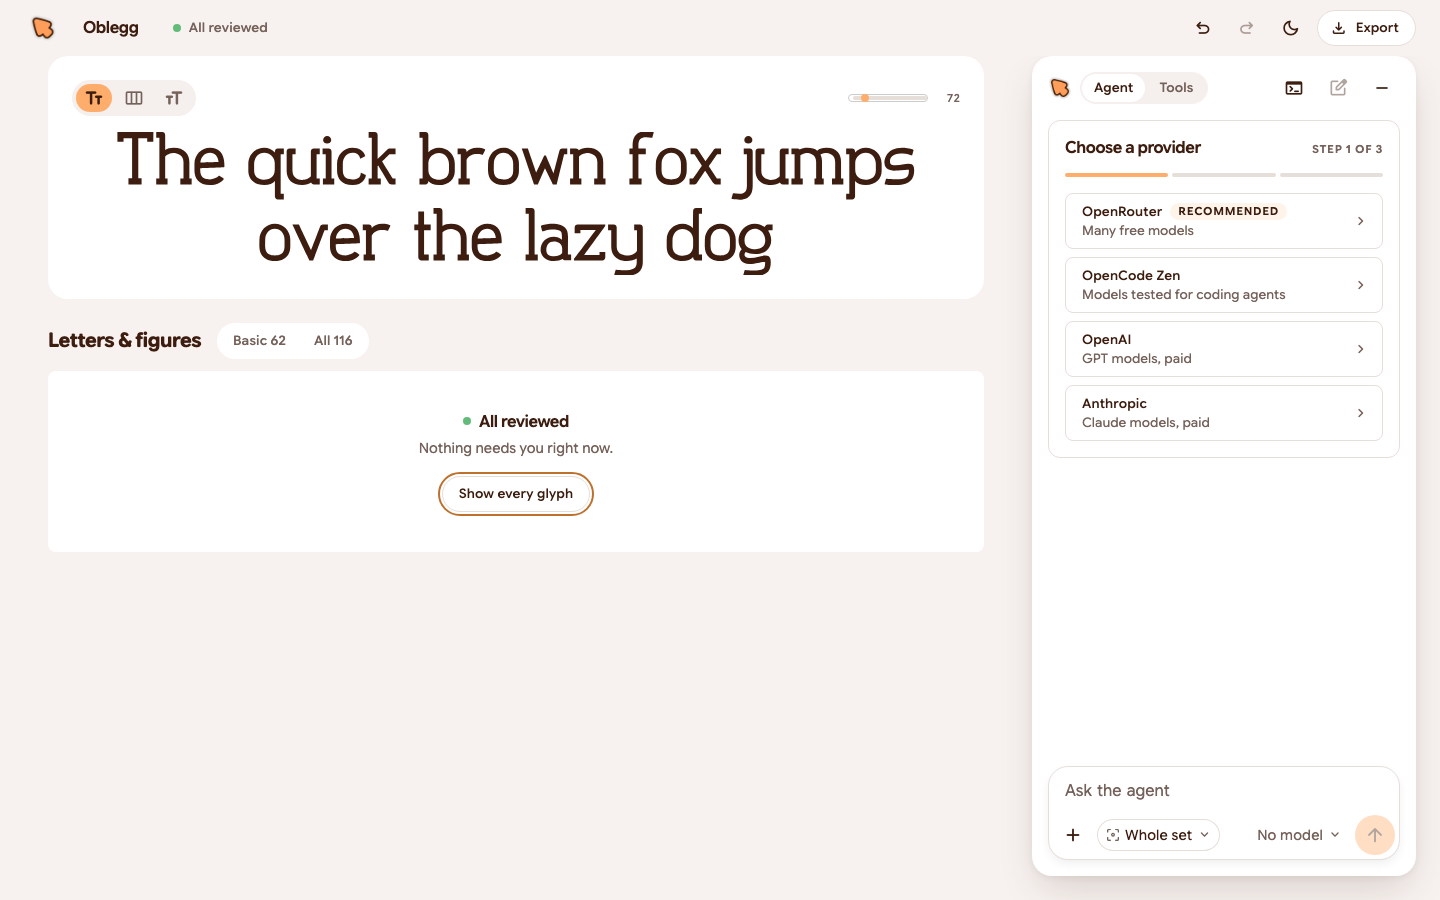 Oblegg
All reviewed
Export
Tt
tT
72
The quick brown fox jumps
over the lazy dog
Letters & figures
Basic 62
All 116
All reviewed
Nothing needs you right now.
Show every glyph
Agent
Tools
Choose a provider
STEP 1 OF 3
OpenRouter RECOMMENDED
Many free models
OpenCode Zen
Models tested for coding agents
OpenAI
GPT models, paid
Anthropic
Claude models, paid
Ask the agent
Whole set
No model